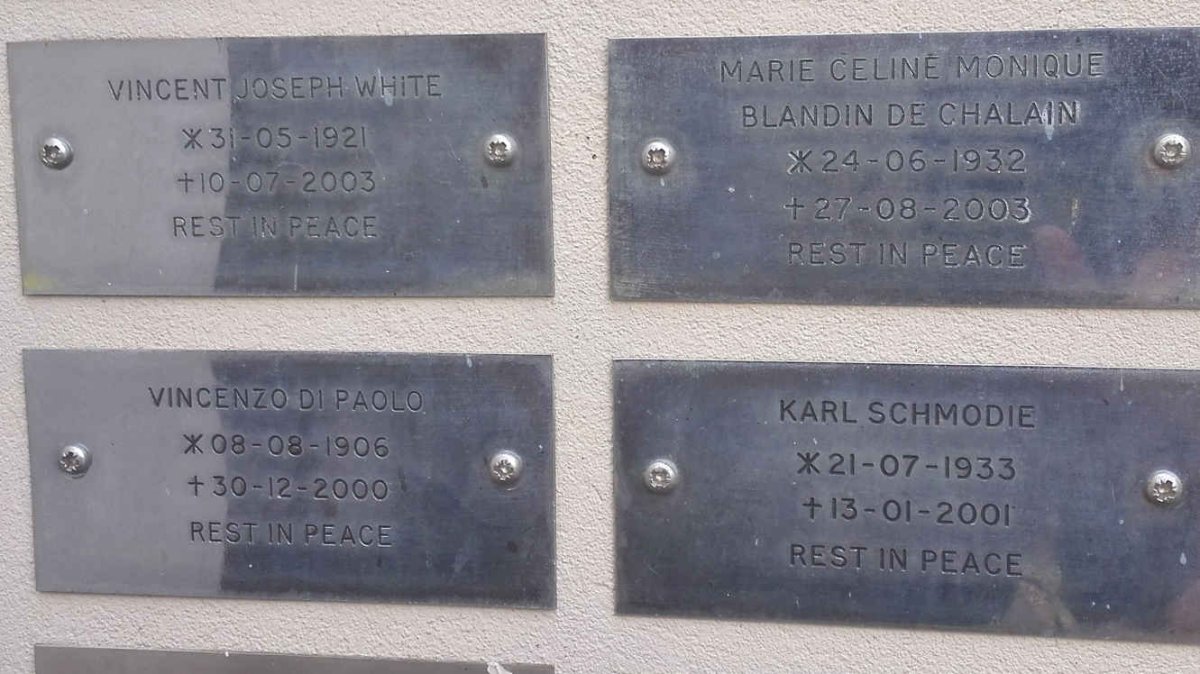 VINCENT JOSEPH WHITE
⚹31-05-1921
†10-07-2003
REST IN PEACE
MARIE CELINE MONIQUE
BLANDIN DE CHALAIN
⚹24-06-1932
†27-08-2003
REST IN PEACE
VINCENZO DI PAOLO
⚹08-08-1906
†30-12-2000
REST IN PEACE
KARL SCHMODIE
⚹21-07-1933
†13-01-2001
REST IN PEACE